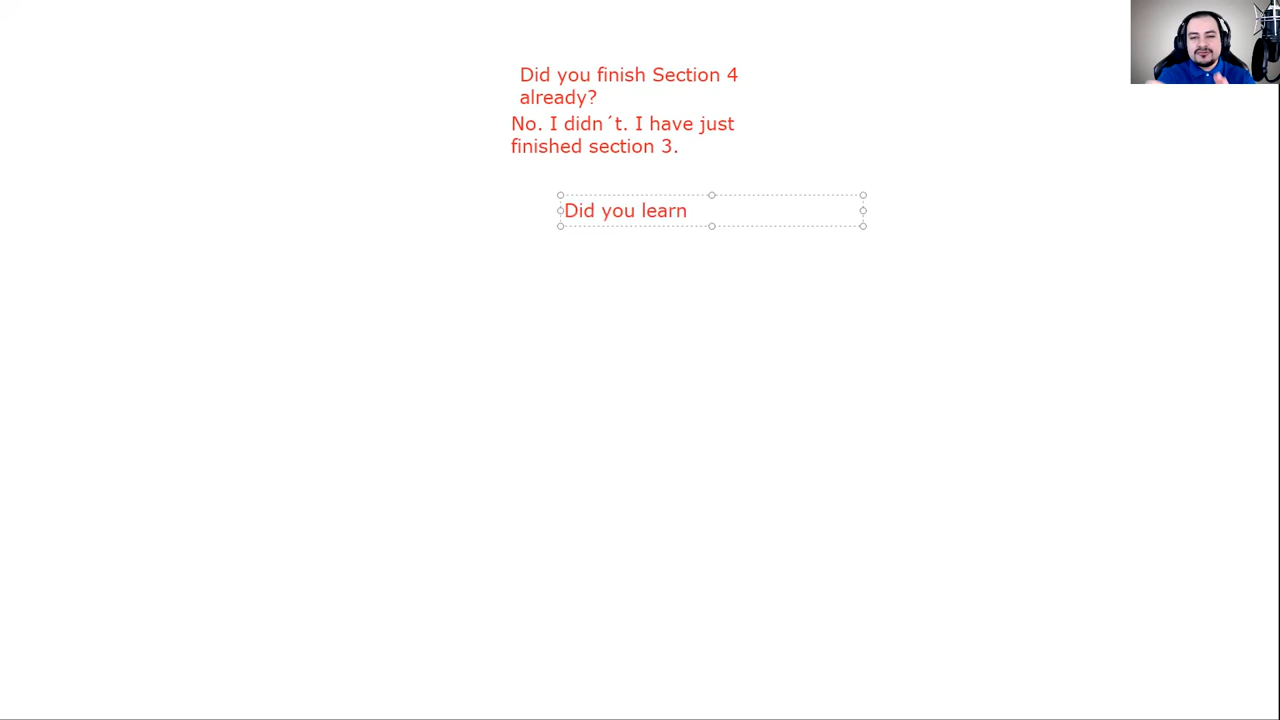 Did you finish Section 4
already?
No. I didn´t. I have just
finished section 3.
Did you learn